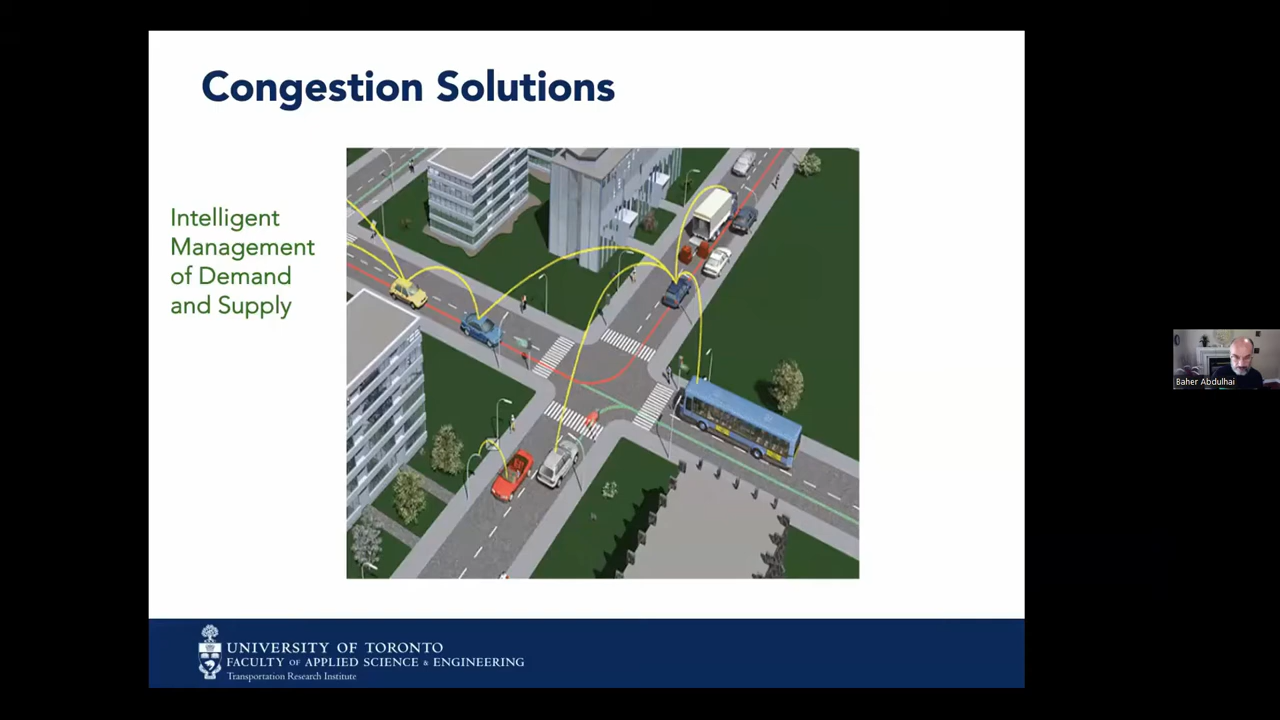 Congestion Solutions
Intelligent
Management
of Demand
and Supply
Baher Abdulhai
UNIVERSITY OF TORONTO
FACULTY OF APPLIED SCIENCE & ENGINEERING
Transportation Research Institute